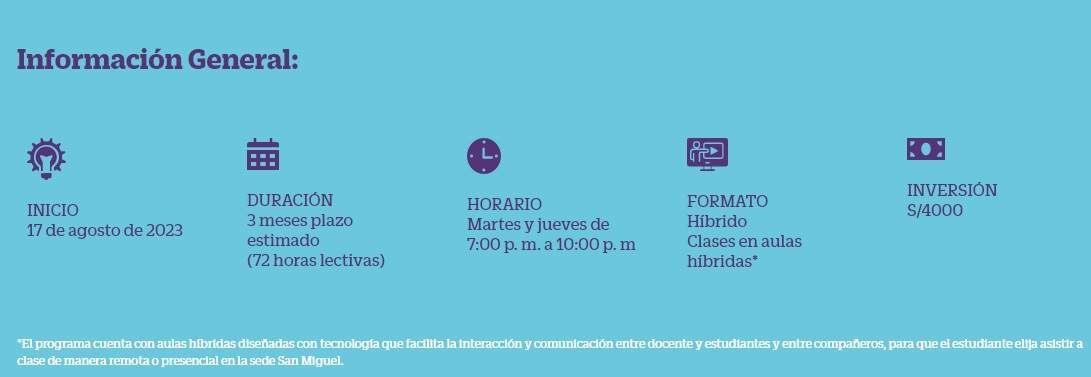 Información General:
INICIO
17 de agosto de 2023
DURACIÓN
3 meses plazo
estimado
(72 horas lectivas)
HORARIO
Martes y jueves de
7:00 p. m. a 10:00 p. m
FORMATO
Híbrido
Clases en aulas
híbridas*
INVERSIÓN
S/4000
*El programa cuenta con aulas híbridas diseñadas con tecnología que facilita la interacción y comunicación entre docente y estudiantes y entre compañeros, para que el estudiante elija asistir a
clase de manera remota o presencial en la sede San Miguel.